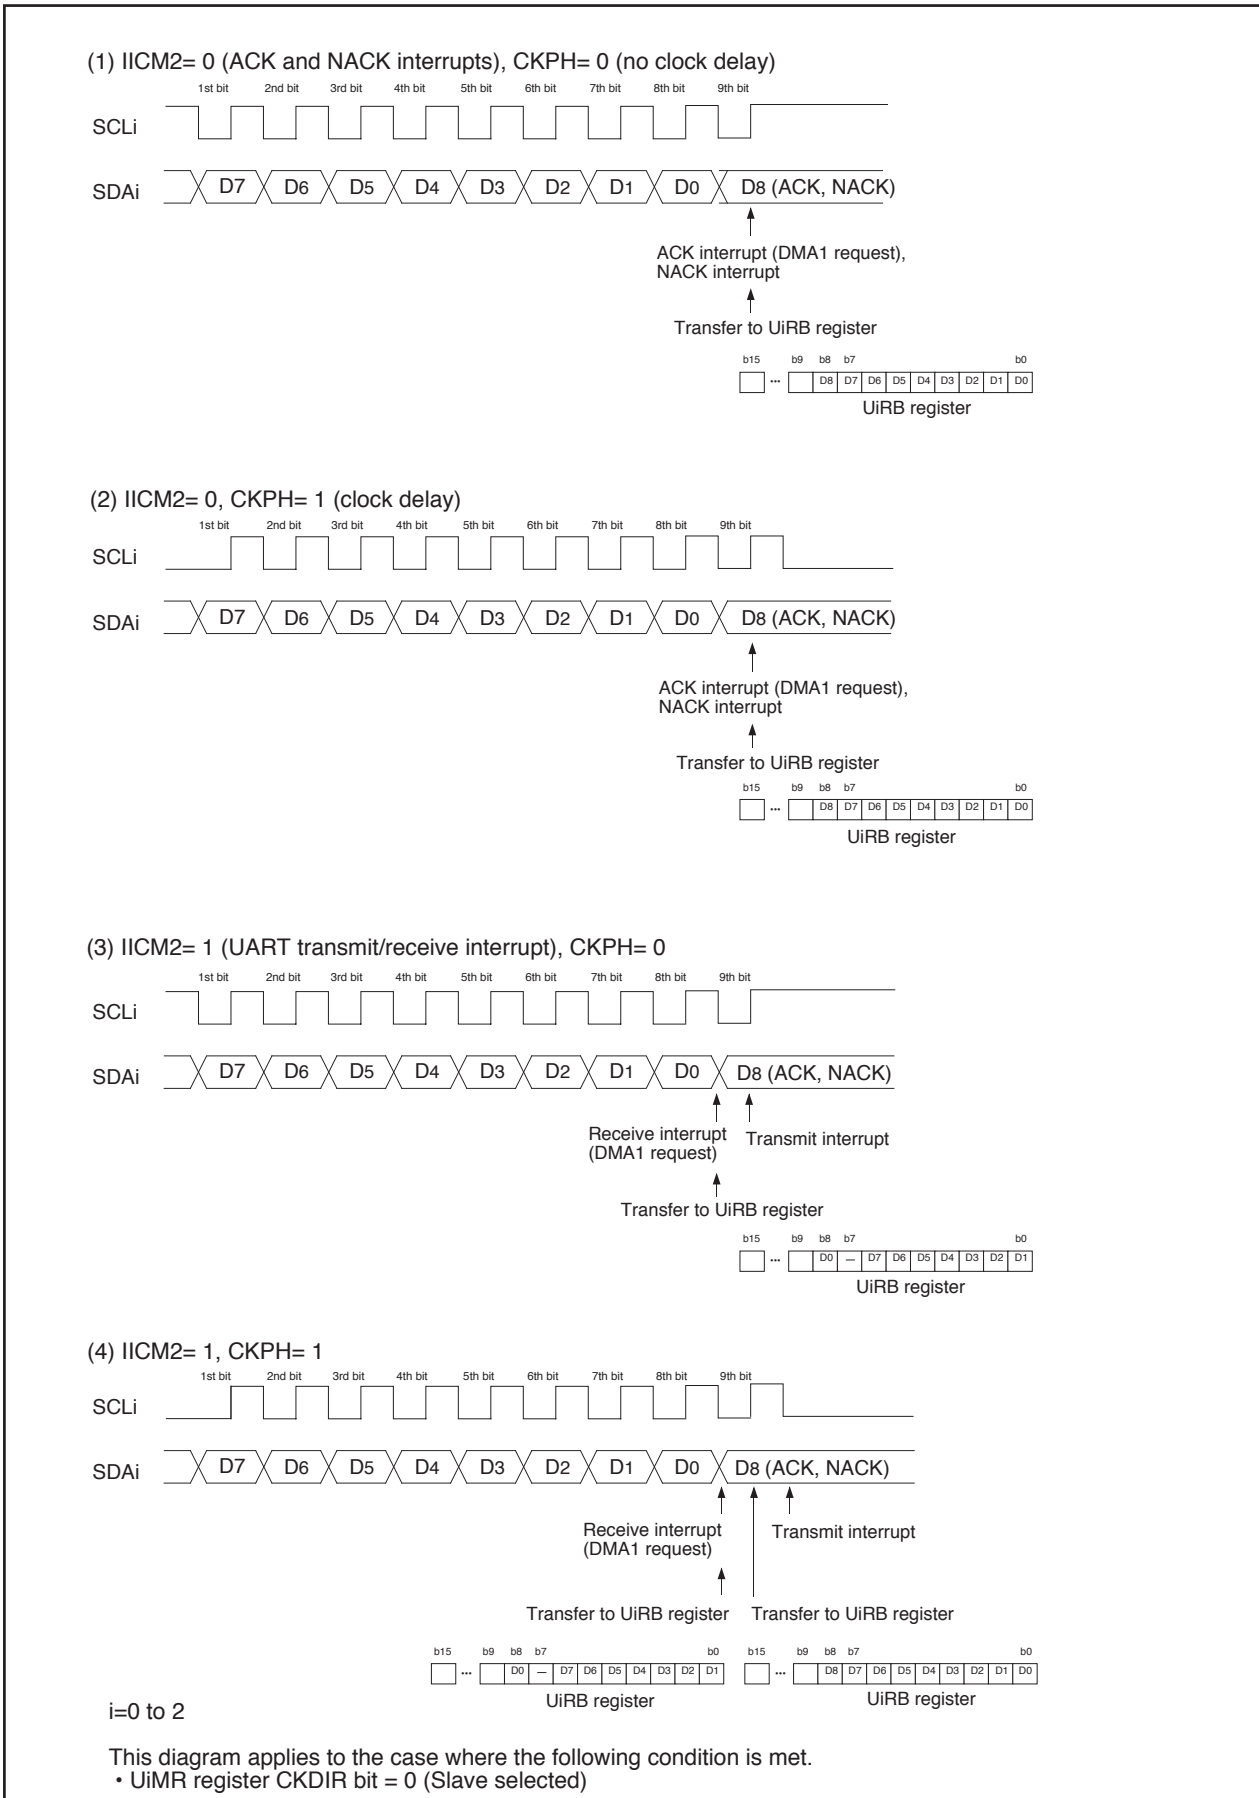 (1) IICM2= 0 (ACK and NACK interrupts), CKPH= 0 (no clock delay)
1st bit 2nd bit 3rd bit 4th bit 5th bit 6th bit 7th bit 8th bit 9th bit
SCLi
SDAi D7 D6 D5 D4 D3 D2 D1 D0 D8 (ACK, NACK)
ACK interrupt (DMA1 request),
NACK interrupt
Transfer to UiRB register
b15 b9 b8 b7 b0
... D8 D7 D6 D5 D4 D3 D2 D1 D0
UiRB register
(2) IICM2= 0, CKPH= 1 (clock delay)
1st bit 2nd bit 3rd bit 4th bit 5th bit 6th bit 7th bit 8th bit 9th bit
SCLi
SDAi D7 D6 D5 D4 D3 D2 D1 D0 D8 (ACK, NACK)
ACK interrupt (DMA1 request),
NACK interrupt
Transfer to UiRB register
b15 b9 b8 b7 b0
... D8 D7 D6 D5 D4 D3 D2 D1 D0
UiRB register
(3) IICM2= 1 (UART transmit/receive interrupt), CKPH= 0
1st bit 2nd bit 3rd bit 4th bit 5th bit 6th bit 7th bit 8th bit 9th bit
SCLi
SDAi D7 D6 D5 D4 D3 D2 D1 D0 D8 (ACK, NACK)
Receive interrupt Transmit interrupt
(DMA1 request)
Transfer to UiRB register
b15 b9 b8 b7 b0
... D0 — D7 D6 D5 D4 D3 D2 D1
UiRB register
(4) IICM2= 1, CKPH= 1
1st bit 2nd bit 3rd bit 4th bit 5th bit 6th bit 7th bit 8th bit 9th bit
SCLi
SDAi D7 D6 D5 D4 D3 D2 D1 D0 D8 (ACK, NACK)
Receive interrupt Transmit interrupt
(DMA1 request)
Transfer to UiRB register Transfer to UiRB register
b15 b9 b8 b7 b0 b15 b9 b8 b7 b0
... D0 — D7 D6 D5 D4 D3 D2 D1 ... D8 D7 D6 D5 D4 D3 D2 D1 D0
UiRB register UiRB register
i=0 to 2
This diagram applies to the case where the following condition is met.
• UiMR register CKDIR bit = 0 (Slave selected)